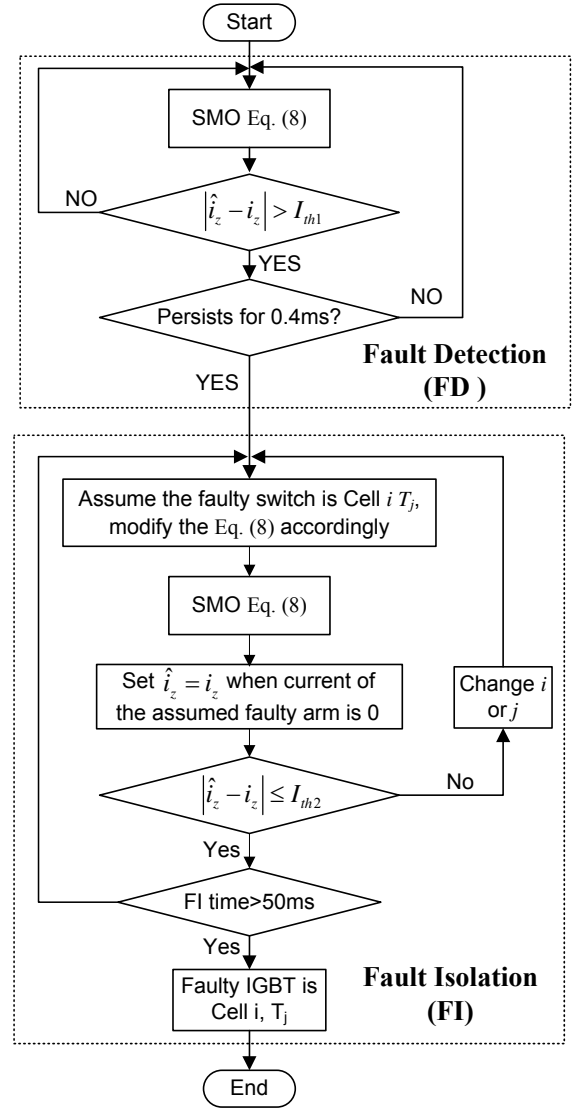 Start
SMO Eq. (8)
NO
|î_z − i_z| > I_th1
YES
NO
Persists for 0.4ms?
Fault Detection
(FD )
YES
Assume the faulty switch is Cell i T_j,
modify the Eq. (8) accordingly
SMO Eq. (8)
Set î_z = i_z when current of
the assumed faulty arm is 0
Change i
or j
|î_z − i_z| ≤ I_th2
No
Yes
FI time>50ms
Yes
Faulty IGBT is
Cell i, T_j
Fault Isolation
(FI)
End